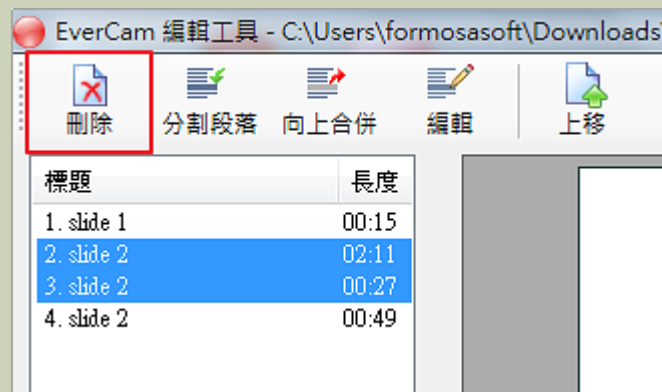 EverCam 編輯工具 - C:\Users\formosasoft\Downloads
刪除 分割段落 向上合併 編輯 上移
標題 長度
1. slide 1 00:15
2. slide 2 02:11
3. slide 2 00:27
4. slide 2 00:49